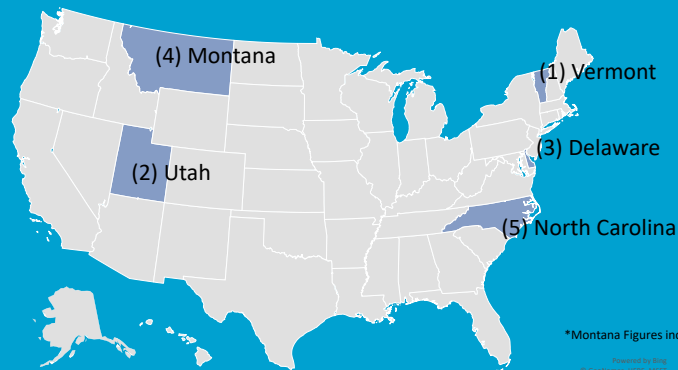 (4) Montana
(1) Vermont
(3) Delaware
(2) Utah
(5) North Carolina
*Montana Figures inc
Powered by Bing